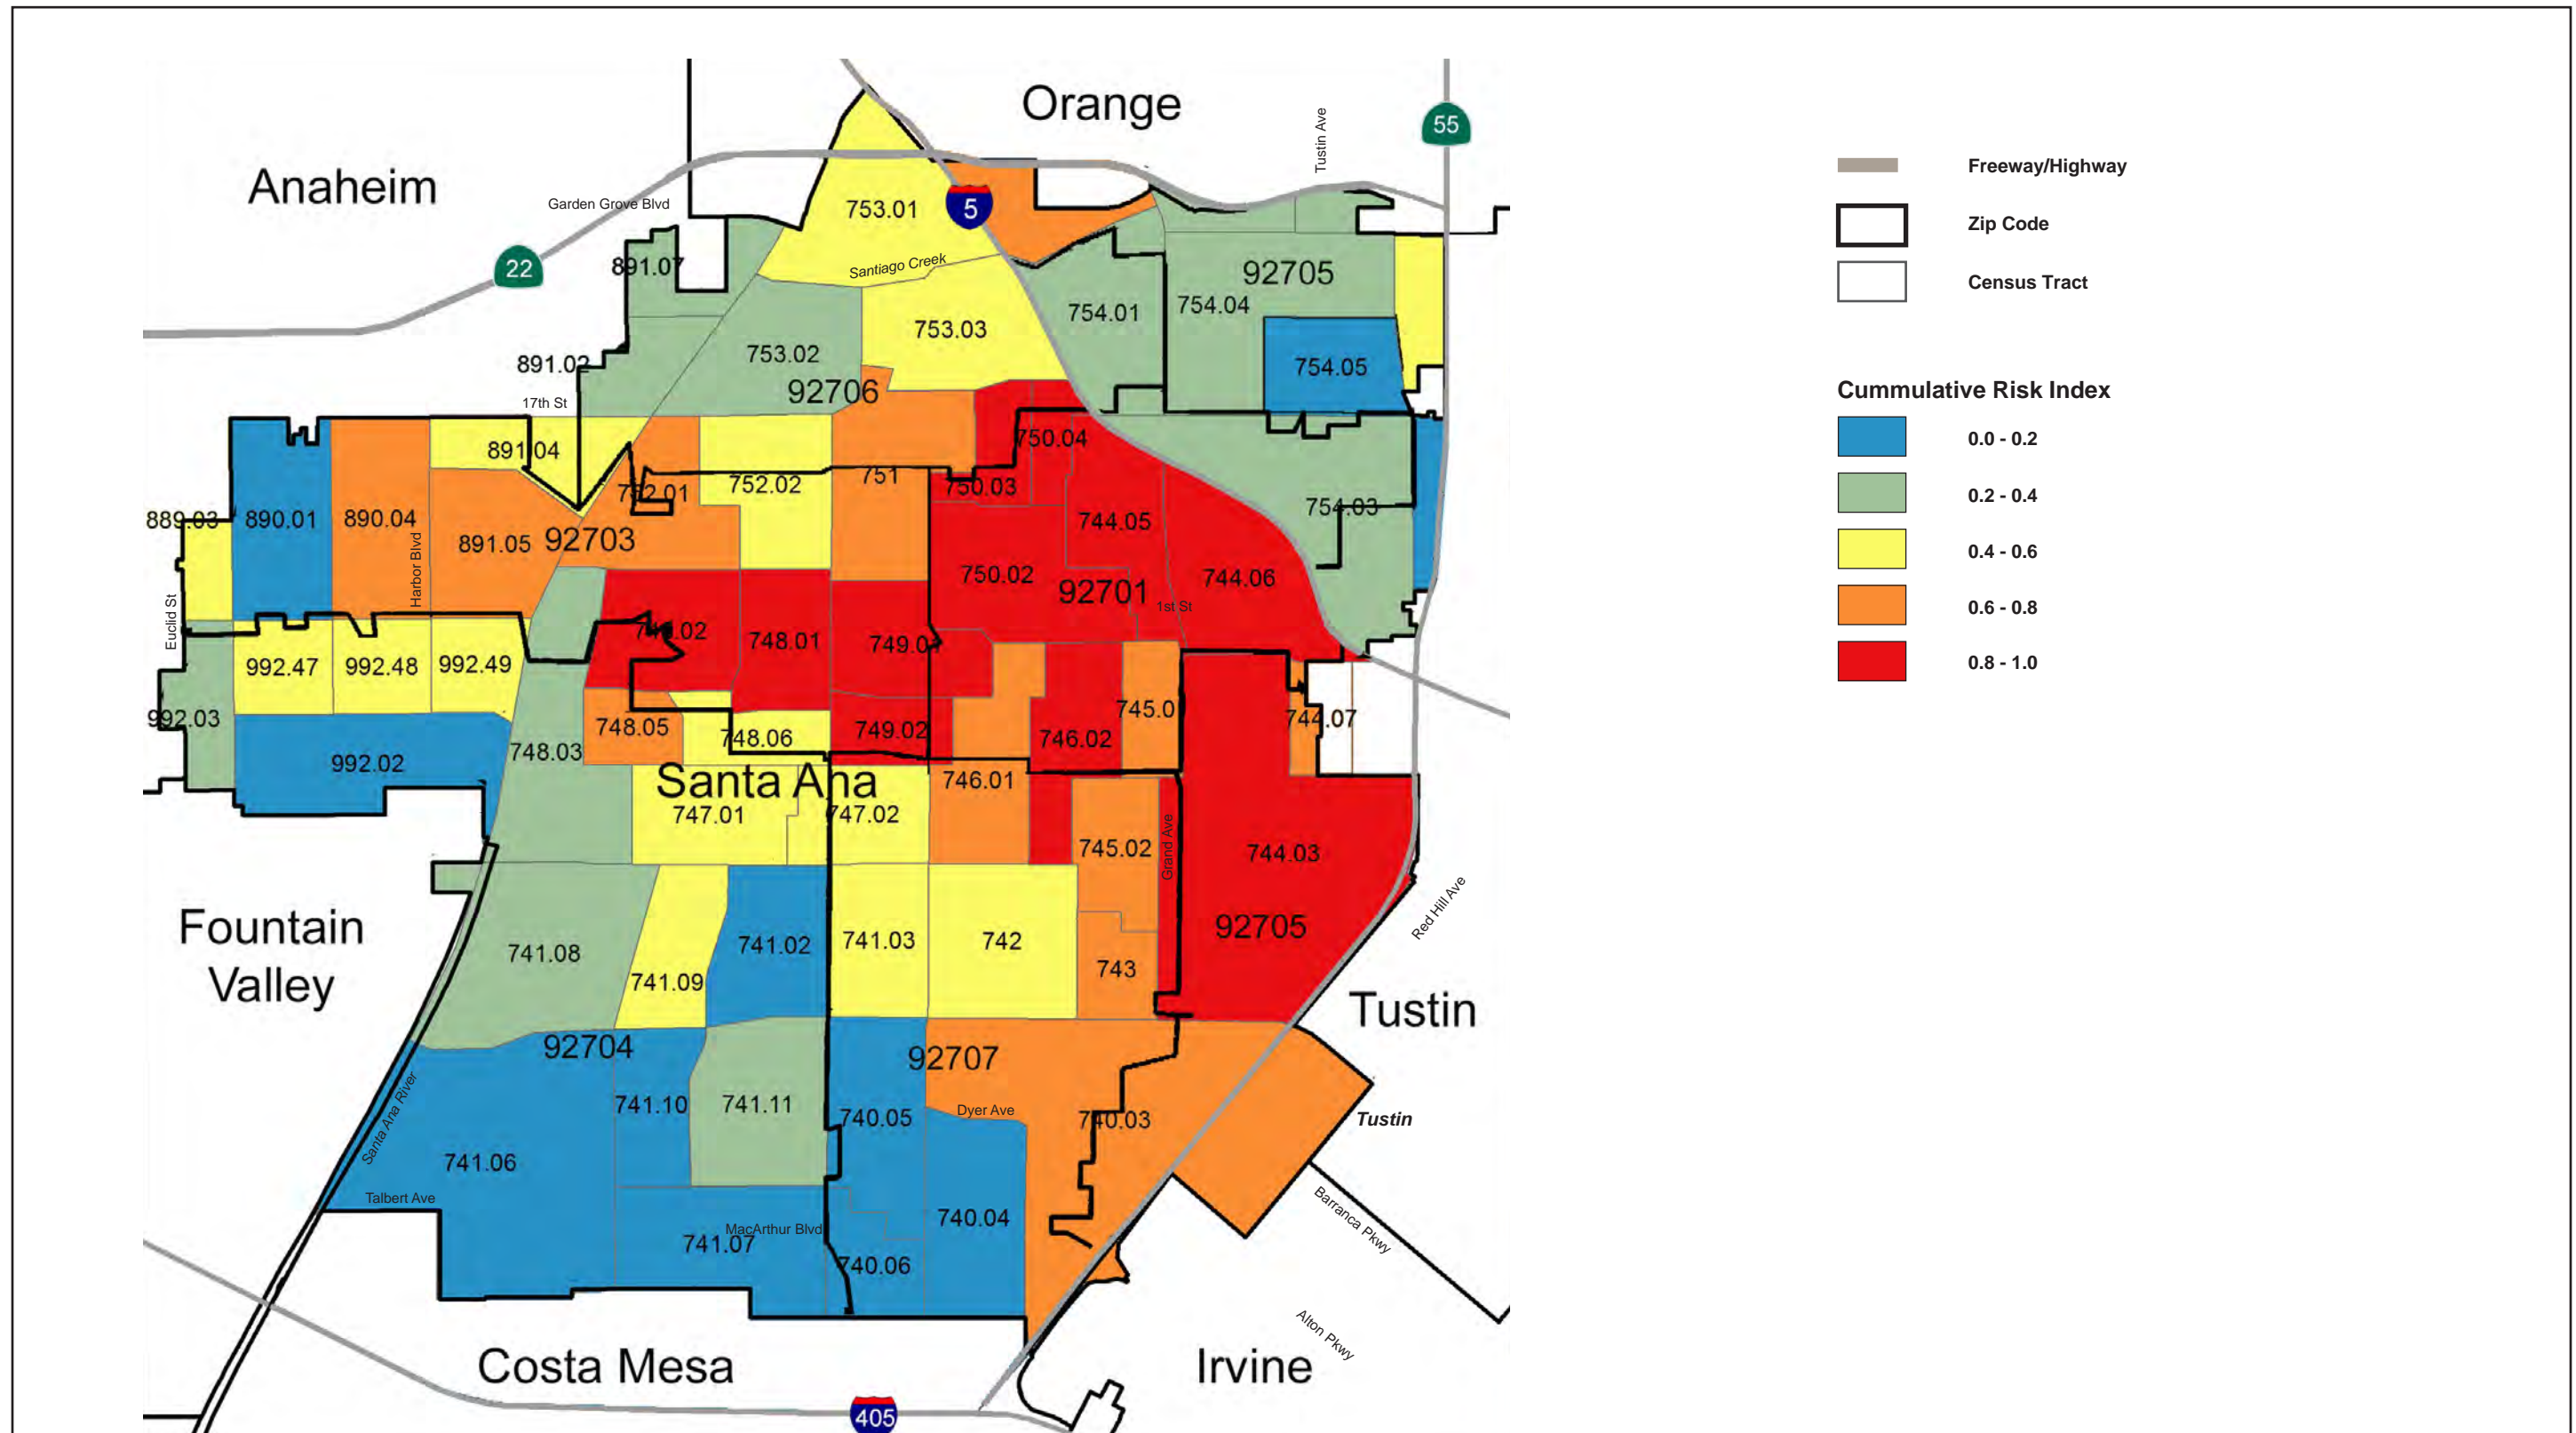 Orange
Tustin Ave
55
Anaheim
Garden Grove Blvd
753.01
5
22
891.07
Santiago Creek
92705
754.01
754.04
753.03
753.02
891.02
754.05
92706
17th St
750.04
891.04
751
752.02
752.01
750.03
754.03
889.03
890.01
890.04
744.05
891.05
92703
Harbor Blvd
750.02
744.06
92701
1st St
Euclid St
748.01
749.01
992.47
992.48
992.49
745.0
992.03
744.07
748.05
749.02
748.06
746.02
748.03
992.02
Santa Ana
746.01
747.01
747.02
745.02
Grand Ave
744.03
Red Hill Ave
Fountain
Valley
92705
741.08
741.02
741.03
742
741.09
743
Tustin
92704
92707
741.10
741.11
740.05
Dyer Ave
740.03
Tustin
Santa Ana River
741.06
Talbert Ave
Barranca Pkwy
MacArthur Blvd
740.04
741.07
740.06
Alton Pkwy
Costa Mesa
Irvine
405
Freeway/Highway
Zip Code
Census Tract
Cummulative Risk Index
0.0 - 0.2
0.2 - 0.4
0.4 - 0.6
0.6 - 0.8
0.8 - 1.0